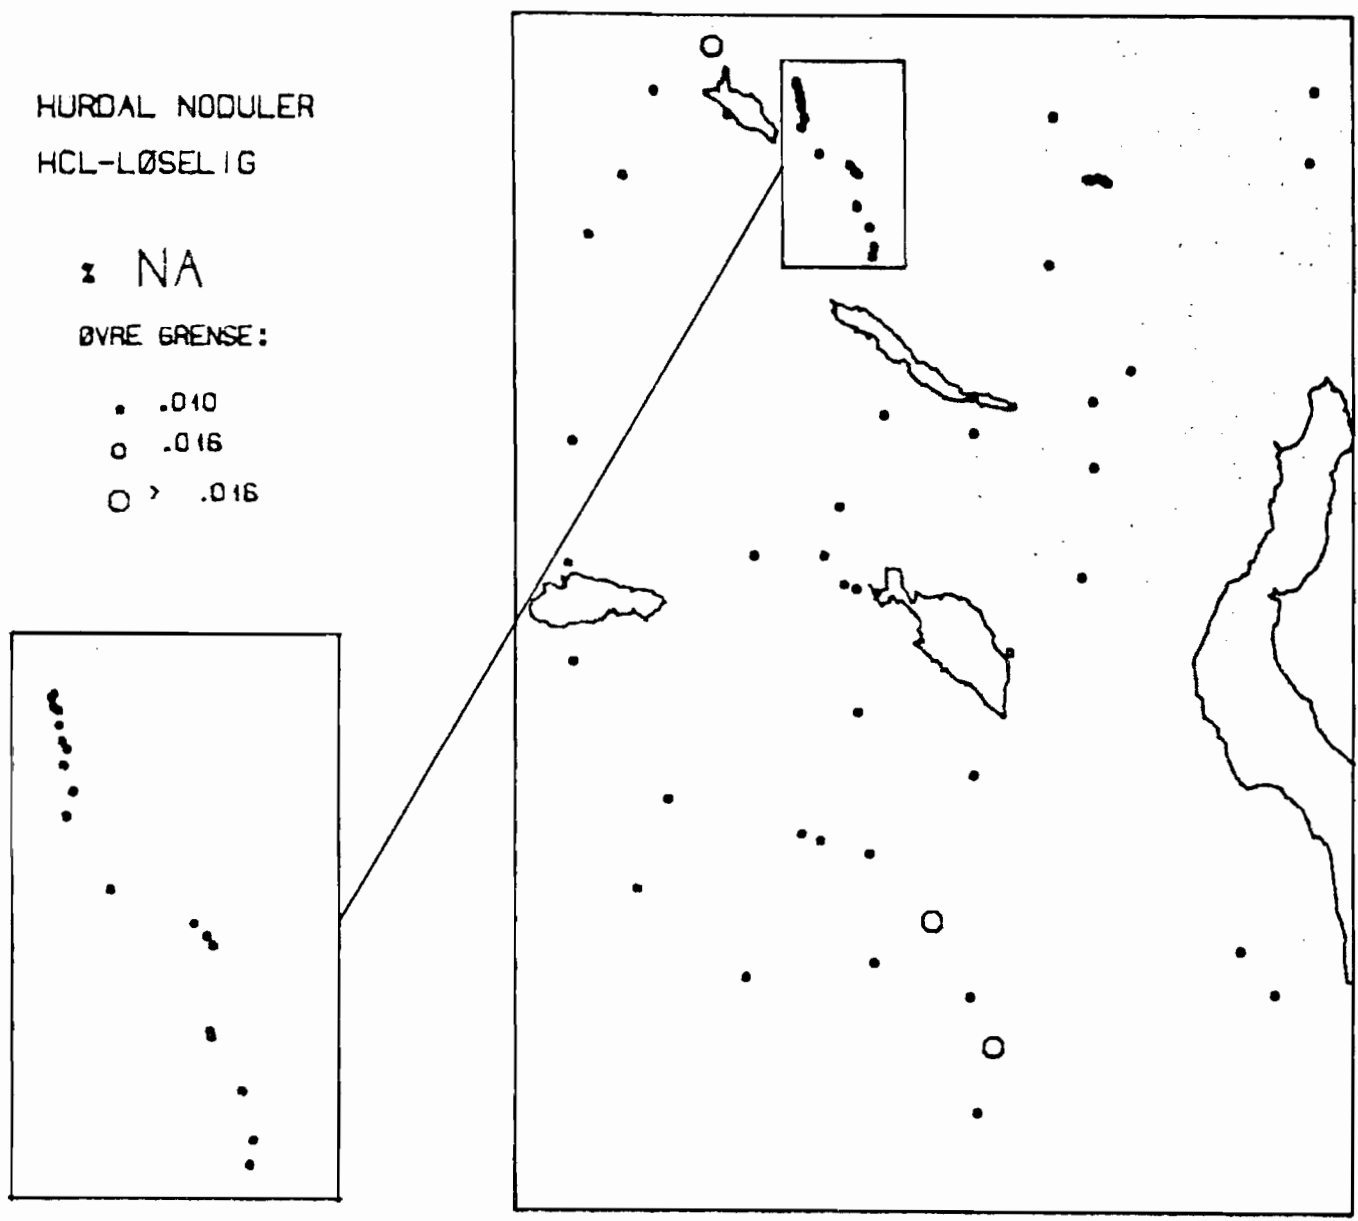 HURDAL NODULER
HCL-LØSELIG
% NA
ØVRE GRENSE:
.010
.016
> .016